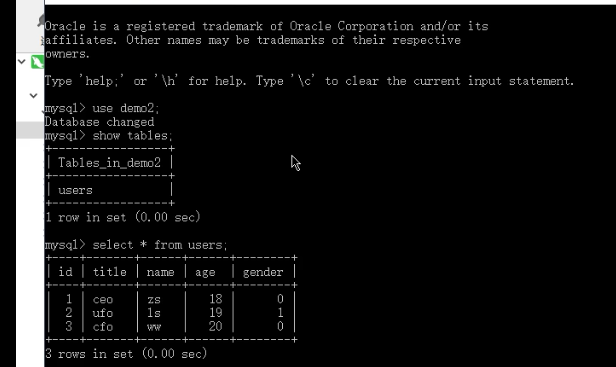 Oracle is a registered trademark of Oracle Corporation and/or its
affiliates. Other names may be trademarks of their respective
owners.
Type 'help;' or '\h' for help. Type '\c' to clear the current input statement.
mysql> use demo2;
Database changed
mysql> show tables;
+-----------------+
| Tables_in_demo2 |
+-----------------+
| users           |
+-----------------+
1 row in set (0.00 sec)
mysql> select * from users;
+----+-------+------+-----+--------+
| id | title | name | age | gender |
+----+-------+------+-----+--------+
|  1 | ceo   | zs   |  18 |      0 |
|  2 | ufo   | ls   |  19 |      1 |
|  3 | cfo   | ww   |  20 |      0 |
+----+-------+------+-----+--------+
3 rows in set (0.00 sec)